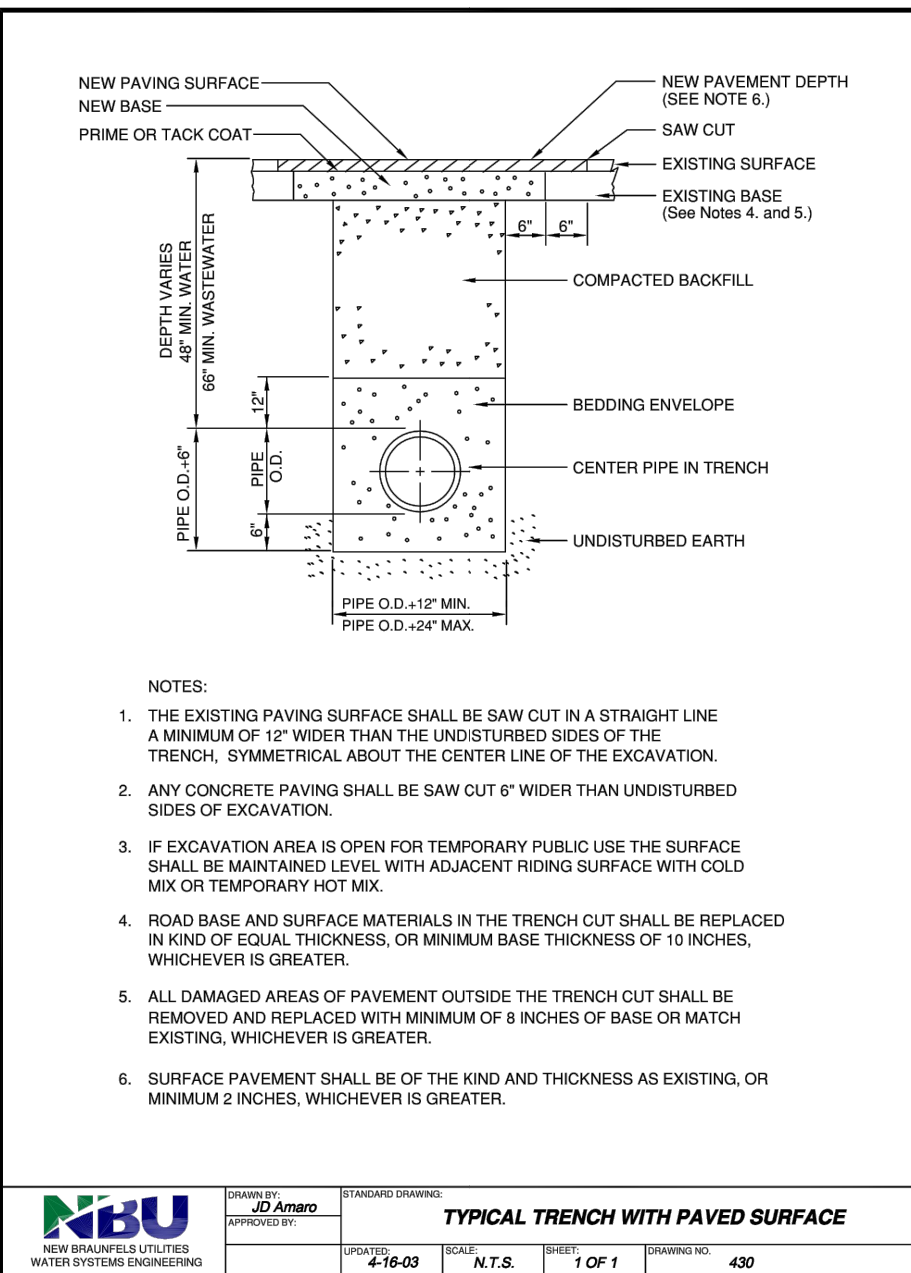 NEW PAVING SURFACE
NEW BASE
PRIME OR TACK COAT
NEW PAVEMENT DEPTH
(SEE NOTE 6.)
SAW CUT
EXISTING SURFACE
EXISTING BASE
(See Notes 4. and 5.)
6" 6"
DEPTH VARIES
48" MIN. WATER
66" MIN. WASTEWATER
COMPACTED BACKFILL
12"
BEDDING ENVELOPE
PIPE O.D.+6"
PIPE
O.D.
CENTER PIPE IN TRENCH
6"
UNDISTURBED EARTH
PIPE O.D.+12" MIN.
PIPE O.D.+24" MAX.
NOTES:
1. THE EXISTING PAVING SURFACE SHALL BE SAW CUT IN A STRAIGHT LINE
A MINIMUM OF 12" WIDER THAN THE UNDISTURBED SIDES OF THE
TRENCH, SYMMETRICAL ABOUT THE CENTER LINE OF THE EXCAVATION.
2. ANY CONCRETE PAVING SHALL BE SAW CUT 6" WIDER THAN UNDISTURBED
SIDES OF EXCAVATION.
3. IF EXCAVATION AREA IS OPEN FOR TEMPORARY PUBLIC USE THE SURFACE
SHALL BE MAINTAINED LEVEL WITH ADJACENT RIDING SURFACE WITH COLD
MIX OR TEMPORARY HOT MIX.
4. ROAD BASE AND SURFACE MATERIALS IN THE TRENCH CUT SHALL BE REPLACED
IN KIND OF EQUAL THICKNESS, OR MINIMUM BASE THICKNESS OF 10 INCHES,
WHICHEVER IS GREATER.
5. ALL DAMAGED AREAS OF PAVEMENT OUTSIDE THE TRENCH CUT SHALL BE
REMOVED AND REPLACED WITH MINIMUM OF 8 INCHES OF BASE OR MATCH
EXISTING, WHICHEVER IS GREATER.
6. SURFACE PAVEMENT SHALL BE OF THE KIND AND THICKNESS AS EXISTING, OR
MINIMUM 2 INCHES, WHICHEVER IS GREATER.
NBU
NEW BRAUNFELS UTILITIES
WATER SYSTEMS ENGINEERING
DRAWN BY:
JD Amaro
APPROVED BY:
STANDARD DRAWING:
TYPICAL TRENCH WITH PAVED SURFACE
UPDATED:
4-16-03
SCALE:
N.T.S.
SHEET:
1 OF 1
DRAWING NO.
430